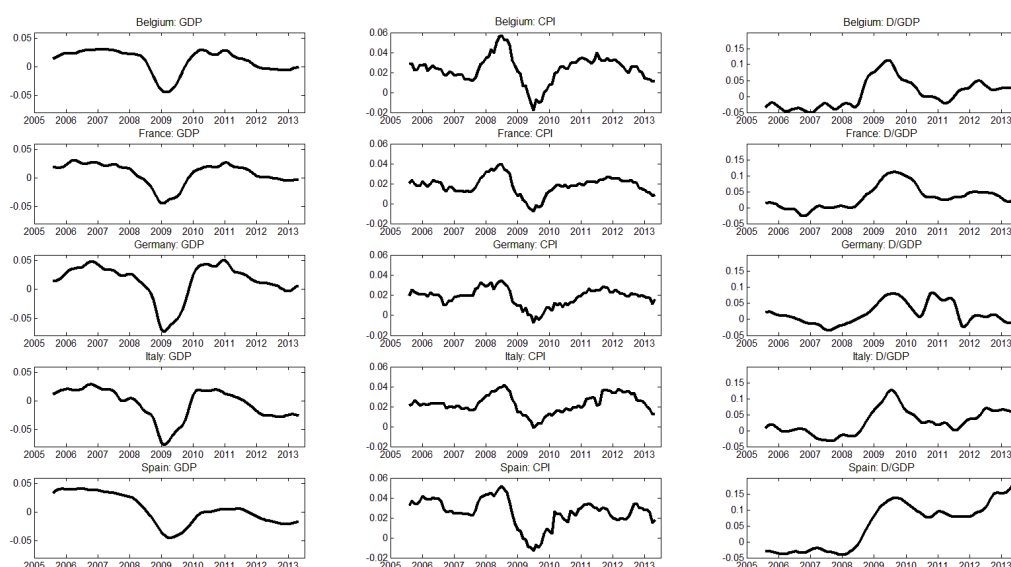 Belgium: GDP
0.05
0
-0.05
2005 2006 2007 2008 2009 2010 2011 2012 2013
Belgium: CPI
0.06
0.04
0.02
0
-0.02
2005 2006 2007 2008 2009 2010 2011 2012 2013
Belgium: D/GDP
0.15
0.1
0.05
0
-0.05
2005 2006 2007 2008 2009 2010 2011 2012 2013
France: GDP
0.05
0
-0.05
2005 2006 2007 2008 2009 2010 2011 2012 2013
France: CPI
0.06
0.04
0.02
0
-0.02
2005 2006 2007 2008 2009 2010 2011 2012 2013
France: D/GDP
0.15
0.1
0.05
0
-0.05
2005 2006 2007 2008 2009 2010 2011 2012 2013
Germany: GDP
0.05
0
-0.05
2005 2006 2007 2008 2009 2010 2011 2012 2013
Germany: CPI
0.06
0.04
0.02
0
-0.02
2005 2006 2007 2008 2009 2010 2011 2012 2013
Germany: D/GDP
0.15
0.1
0.05
0
-0.05
2005 2006 2007 2008 2009 2010 2011 2012 2013
Italy: GDP
0.05
0
-0.05
2005 2006 2007 2008 2009 2010 2011 2012 2013
Italy: CPI
0.06
0.04
0.02
0
-0.02
2005 2006 2007 2008 2009 2010 2011 2012 2013
Italy: D/GDP
0.15
0.1
0.05
0
-0.05
2005 2006 2007 2008 2009 2010 2011 2012 2013
Spain: GDP
0.05
0
-0.05
2005 2006 2007 2008 2009 2010 2011 2012 2013
Spain: CPI
0.06
0.04
0.02
0
-0.02
2005 2006 2007 2008 2009 2010 2011 2012 2013
Spain: D/GDP
0.15
0.1
0.05
0
-0.05
2005 2006 2007 2008 2009 2010 2011 2012 2013